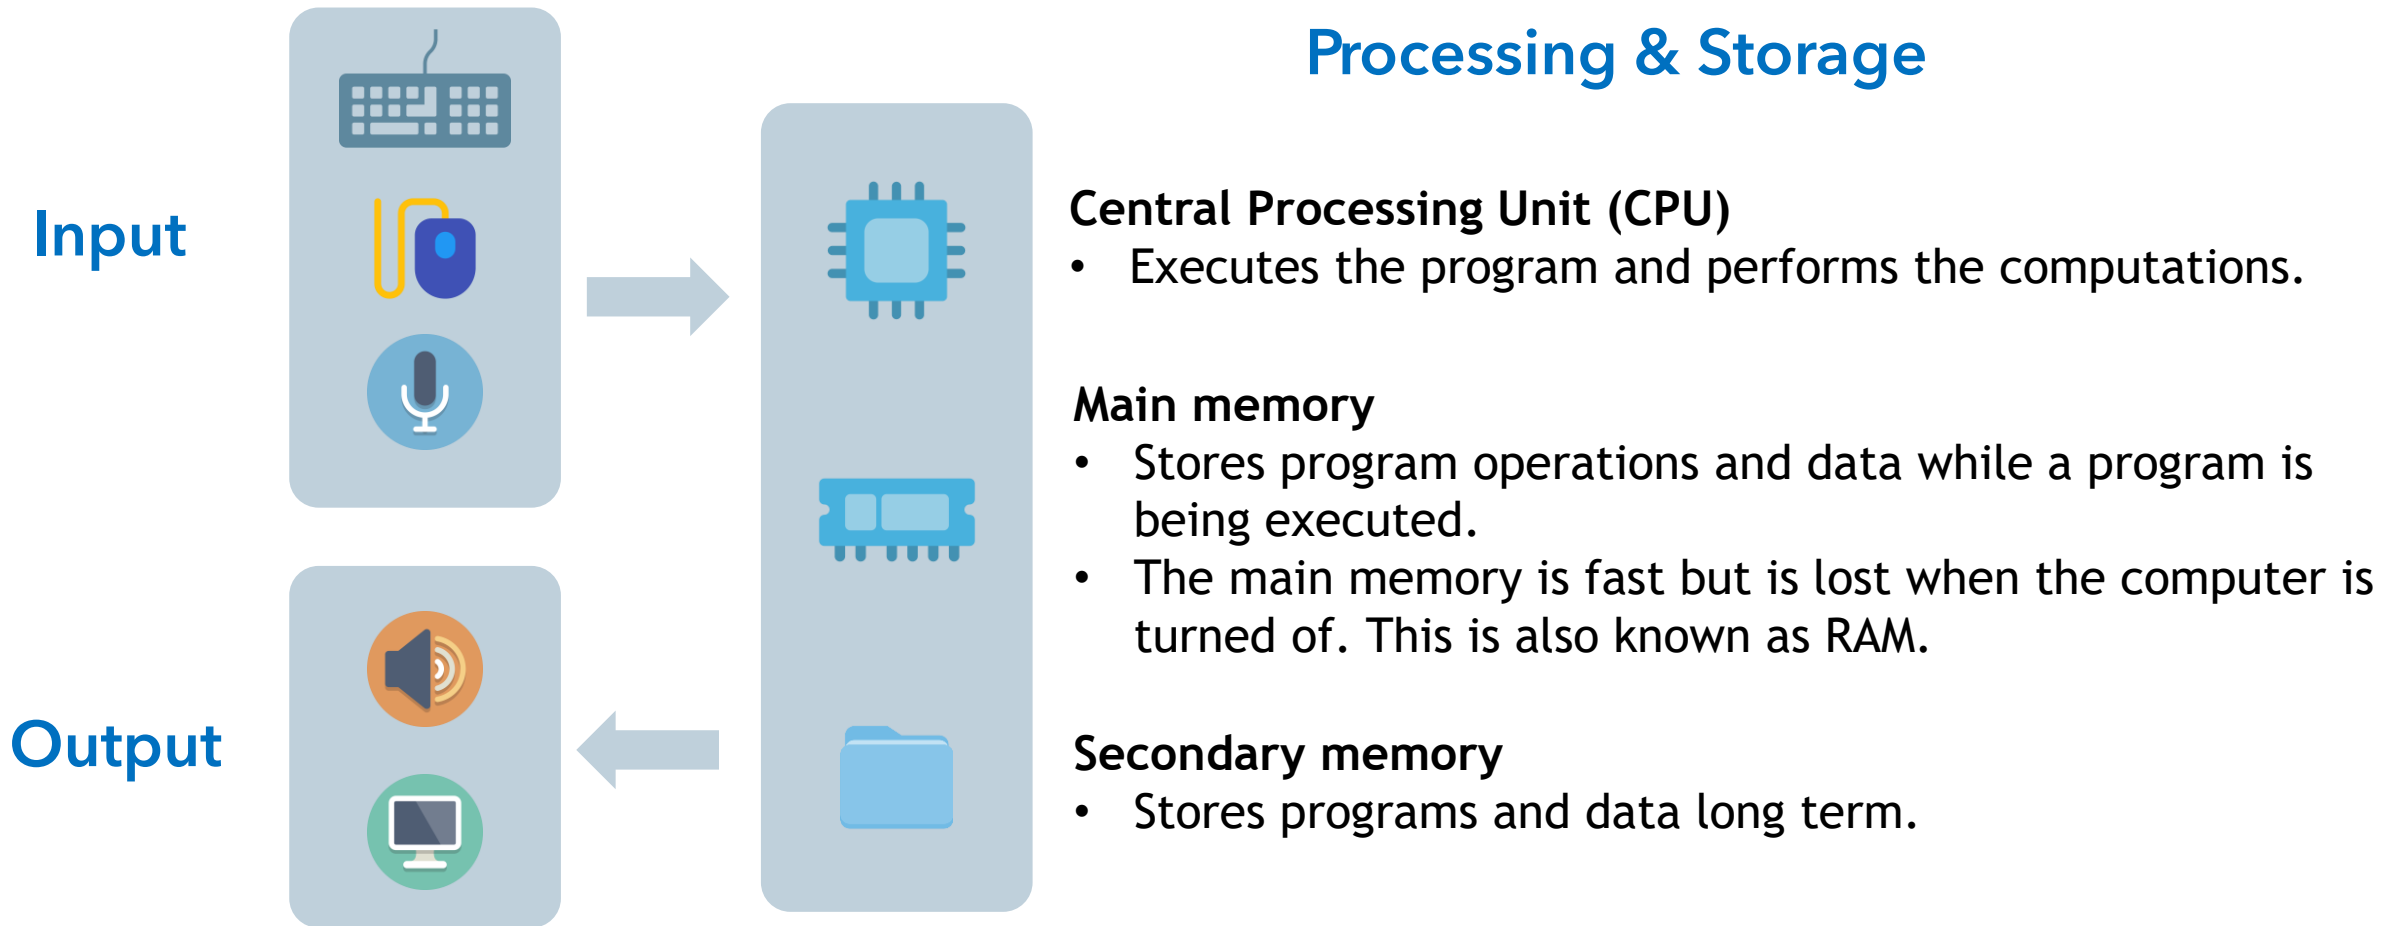 Input
Output
Processing & Storage
Central Processing Unit (CPU)
• Executes the program and performs the computations.
Main memory
• Stores program operations and data while a program is
being executed.
• The main memory is fast but is lost when the computer is
turned of. This is also known as RAM.
Secondary memory
• Stores programs and data long term.